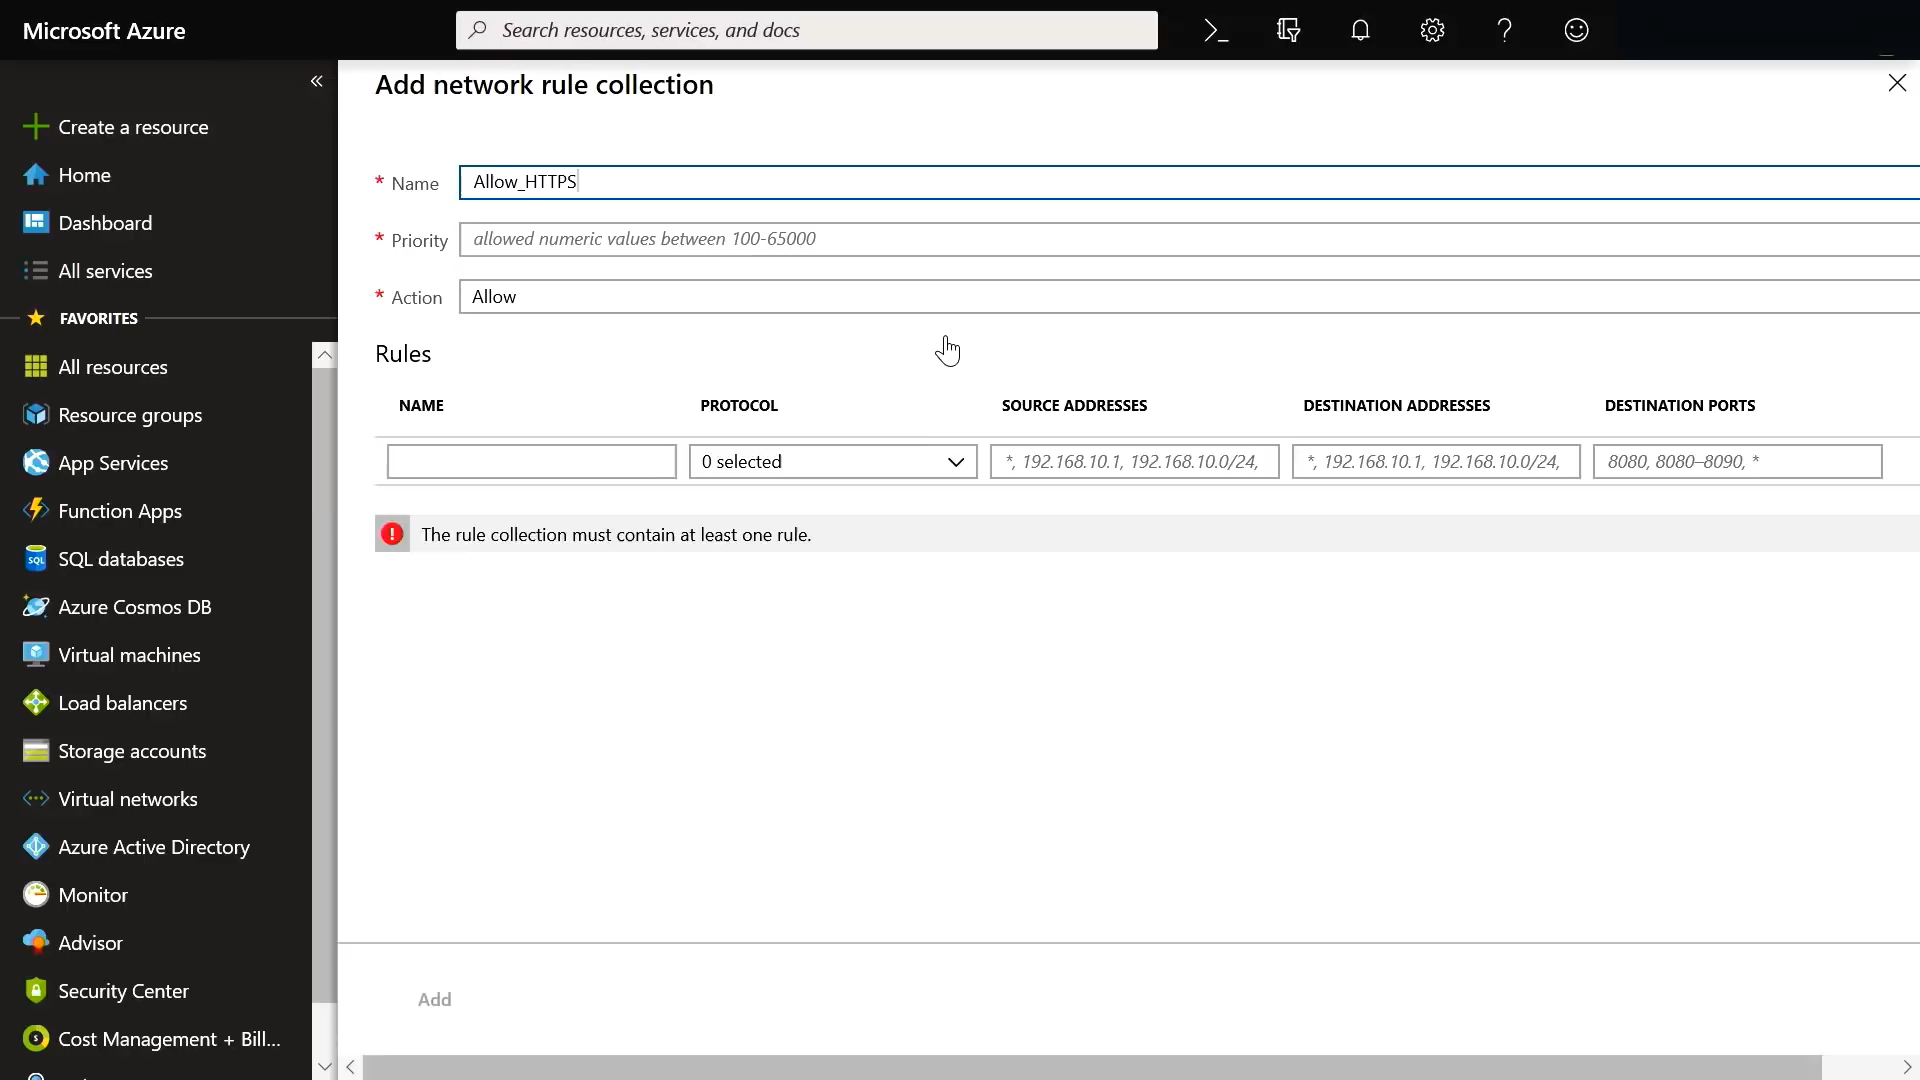 Microsoft Azure
Search resources, services, and docs
Create a resource
Home
Dashboard
All services
FAVORITES
All resources
Resource groups
App Services
Function Apps
SQL databases
Azure Cosmos DB
Virtual machines
Load balancers
Storage accounts
Virtual networks
Azure Active Directory
Monitor
Advisor
Security Center
Cost Management + Bill...
Add network rule collection
* Name Allow_HTTPS
* Priority allowed numeric values between 100-65000
* Action Allow
Rules
NAME PROTOCOL SOURCE ADDRESSES DESTINATION ADDRESSES DESTINATION PORTS
0 selected *, 192.168.10.1, 192.168.10.0/24, *, 192.168.10.1, 192.168.10.0/24, 8080, 8080–8090, *
The rule collection must contain at least one rule.
Add